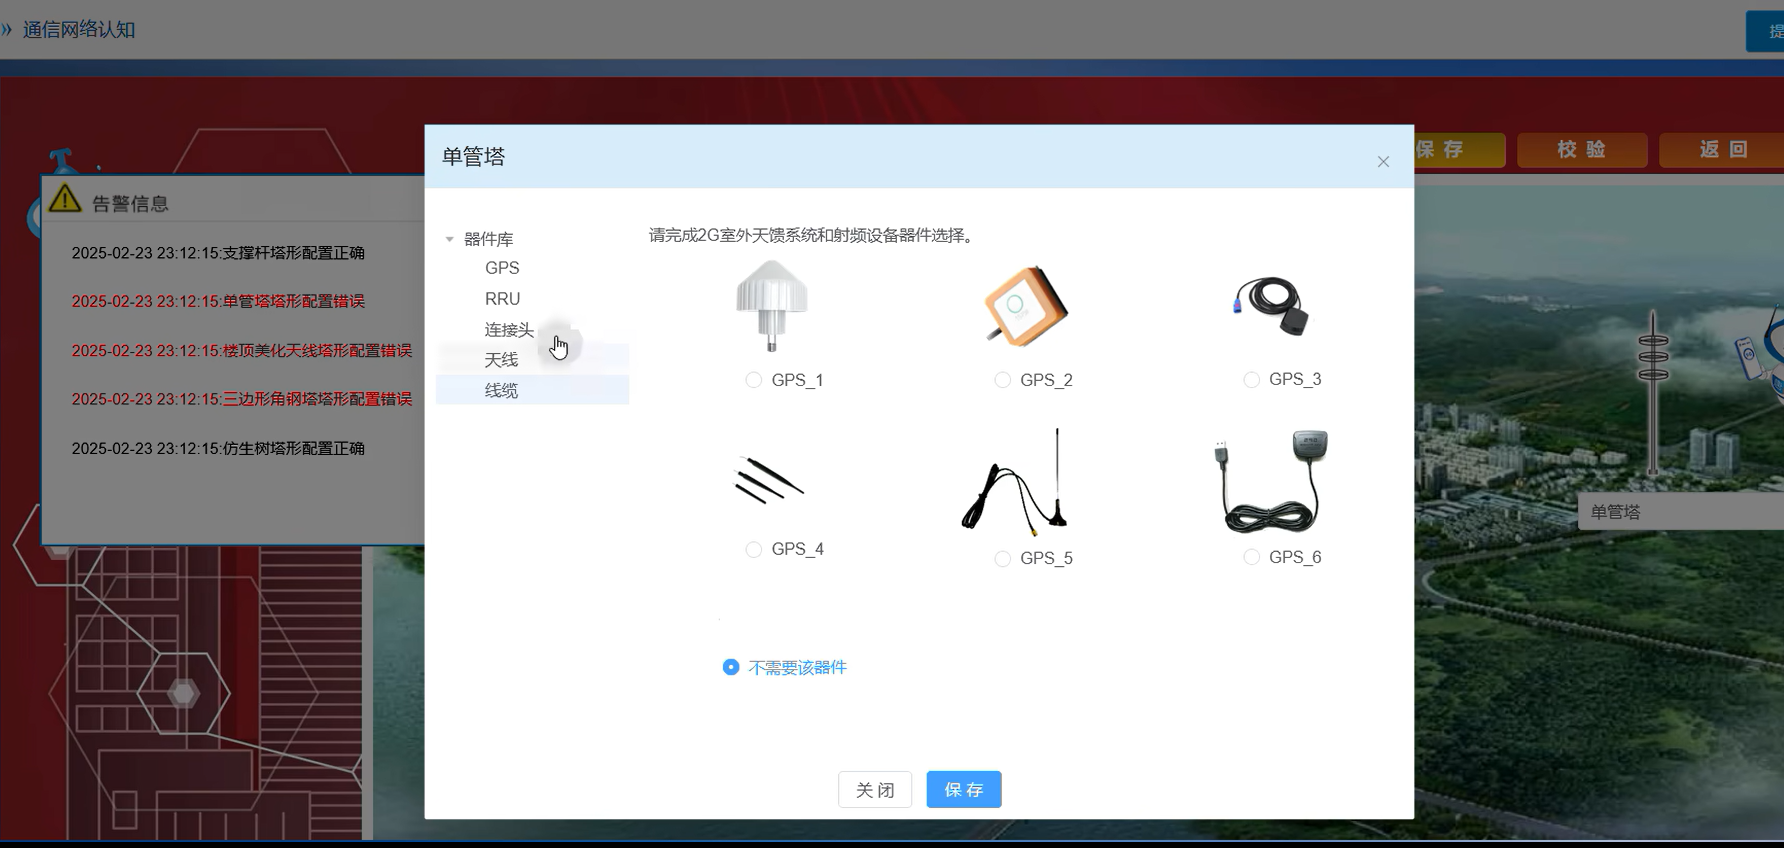 » 通信网络认知
保 存
校 验
返 回
告警信息
2025-02-23 23:12:15:支撑杆塔形配置正确
2025-02-23 23:12:15:单管塔塔形配置错误
2025-02-23 23:12:15:楼顶美化天线塔形配置错误
2025-02-23 23:12:15:三边形角钢塔塔形配置错误
2025-02-23 23:12:15:仿生树塔形配置正确
单管塔
器件库
GPS
RRU
连接头
天线
线缆
请完成2G室外天馈系统和射频设备器件选择。
GPS_1
GPS_2
GPS_3
GPS_4
GPS_5
GPS_6
不需要该器件
关 闭
保 存
单管塔